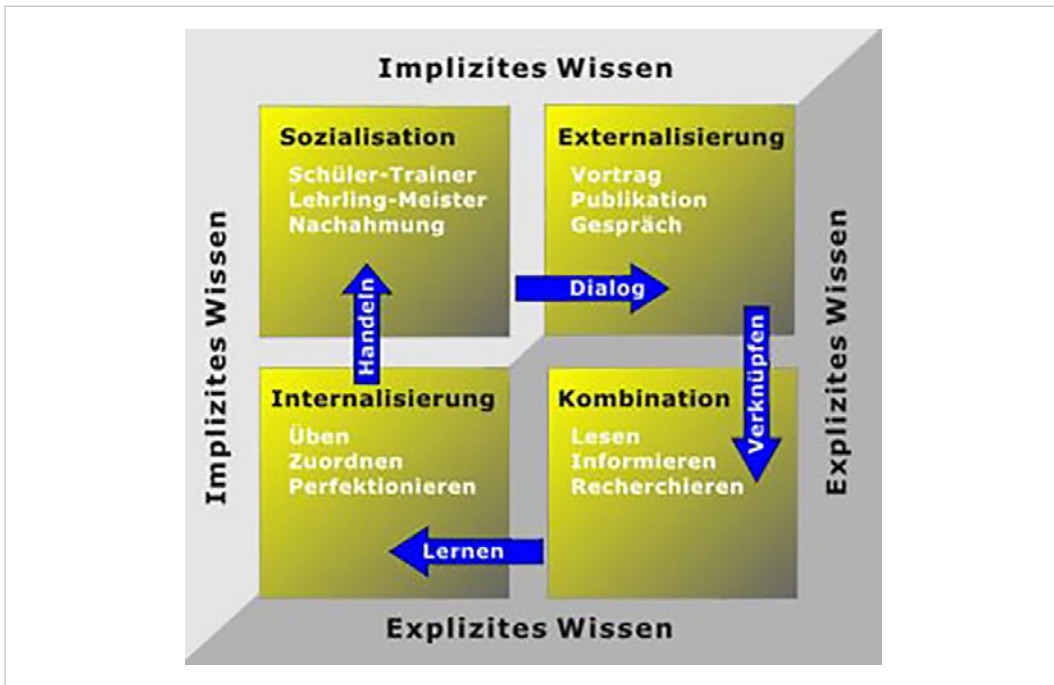 Implizites Wissen
Implizites Wissen
Sozialisation
Schüler-Trainer
Lehrling-Meister
Nachahmung
Handeln
Externalisierung
Vortrag
Publikation
Gespräch
Dialog
Verknüpfen
Explizites Wissen
Internalisierung
Üben
Zuordnen
Perfektionieren
Kombination
Lesen
Informieren
Recherchieren
Lernen
Explizites Wissen